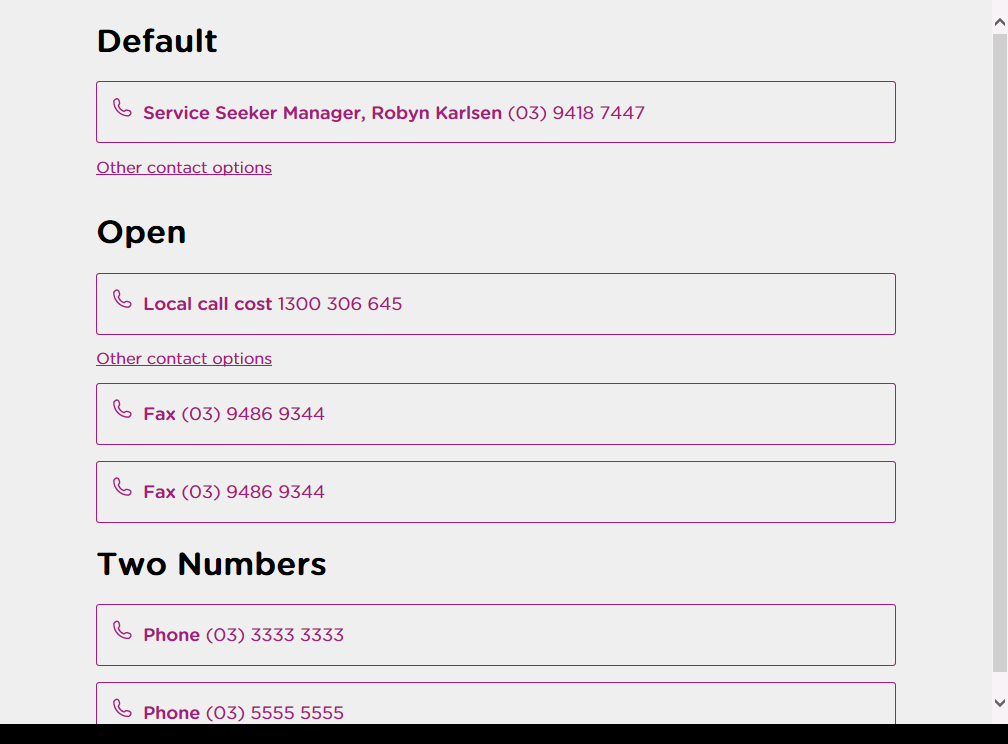 Default
Service Seeker Manager, Robyn Karlsen (03) 9418 7447
Other contact options
Open
Local call cost 1300 306 645
Other contact options
Fax (03) 9486 9344
Fax (03) 9486 9344
Two Numbers
Phone (03) 3333 3333
Phone (03) 5555 5555